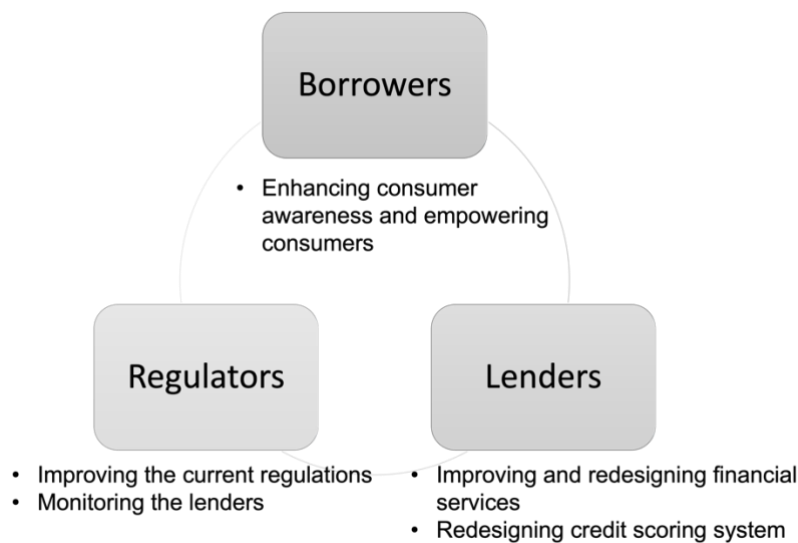 Borrowers
• Enhancing consumer
awareness and empowering
consumers
Regulators
• Improving the current regulations
• Monitoring the lenders
Lenders
• Improving and redesigning financial
services
• Redesigning credit scoring system